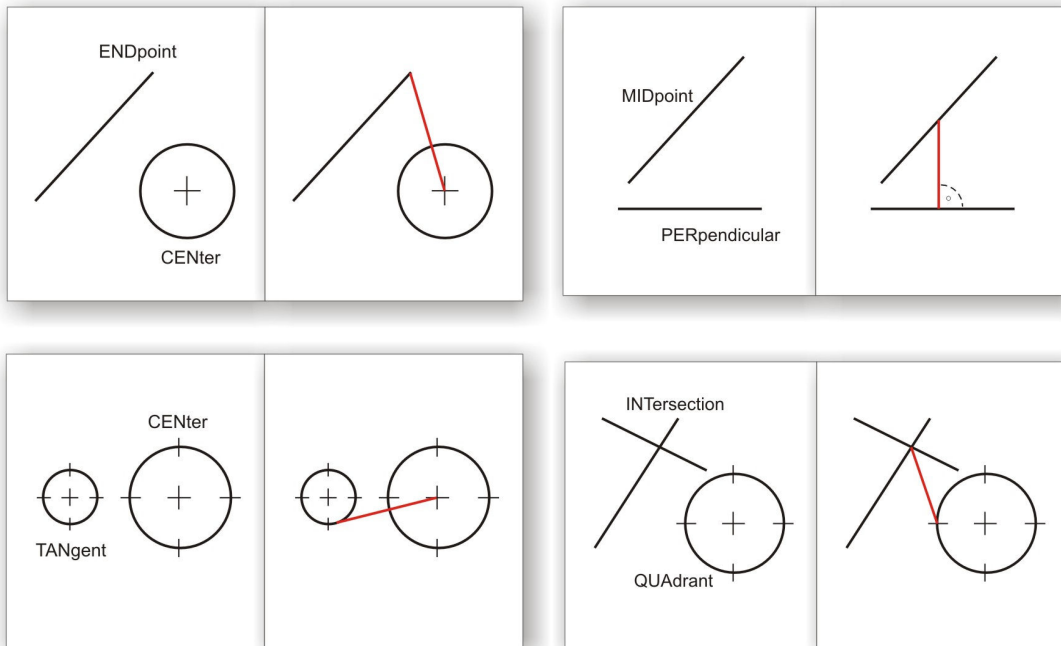 ENDpoint
CENter
MIDpoint
PERpendicular
CENter
TANgent
INTersection
QUAdrant